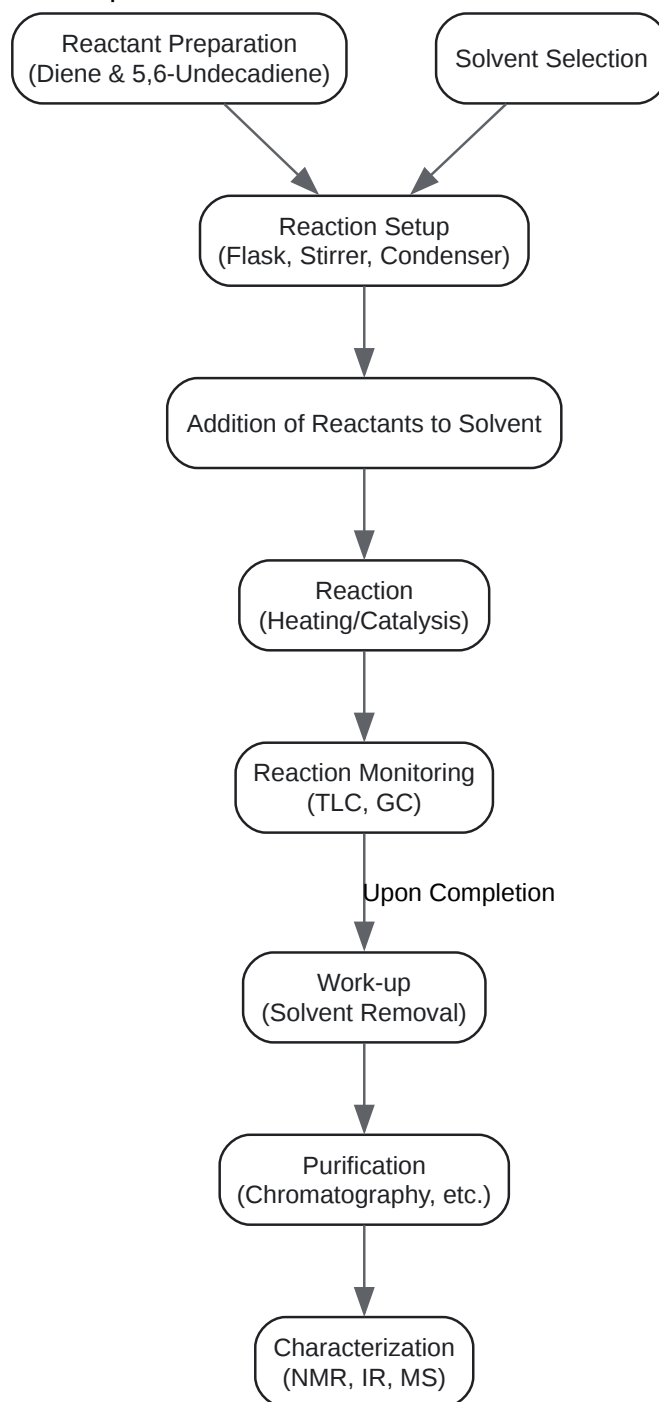 Reactant Preparation
(Diene & 5,6-Undecadiene)
Solvent Selection
Reaction Setup
(Flask, Stirrer, Condenser)
Addition of Reactants to Solvent
Reaction
(Heating/Catalysis)
Reaction Monitoring
(TLC, GC)
Upon Completion
Work-up
(Solvent Removal)
Purification
(Chromatography, etc.)
Characterization
(NMR, IR, MS)